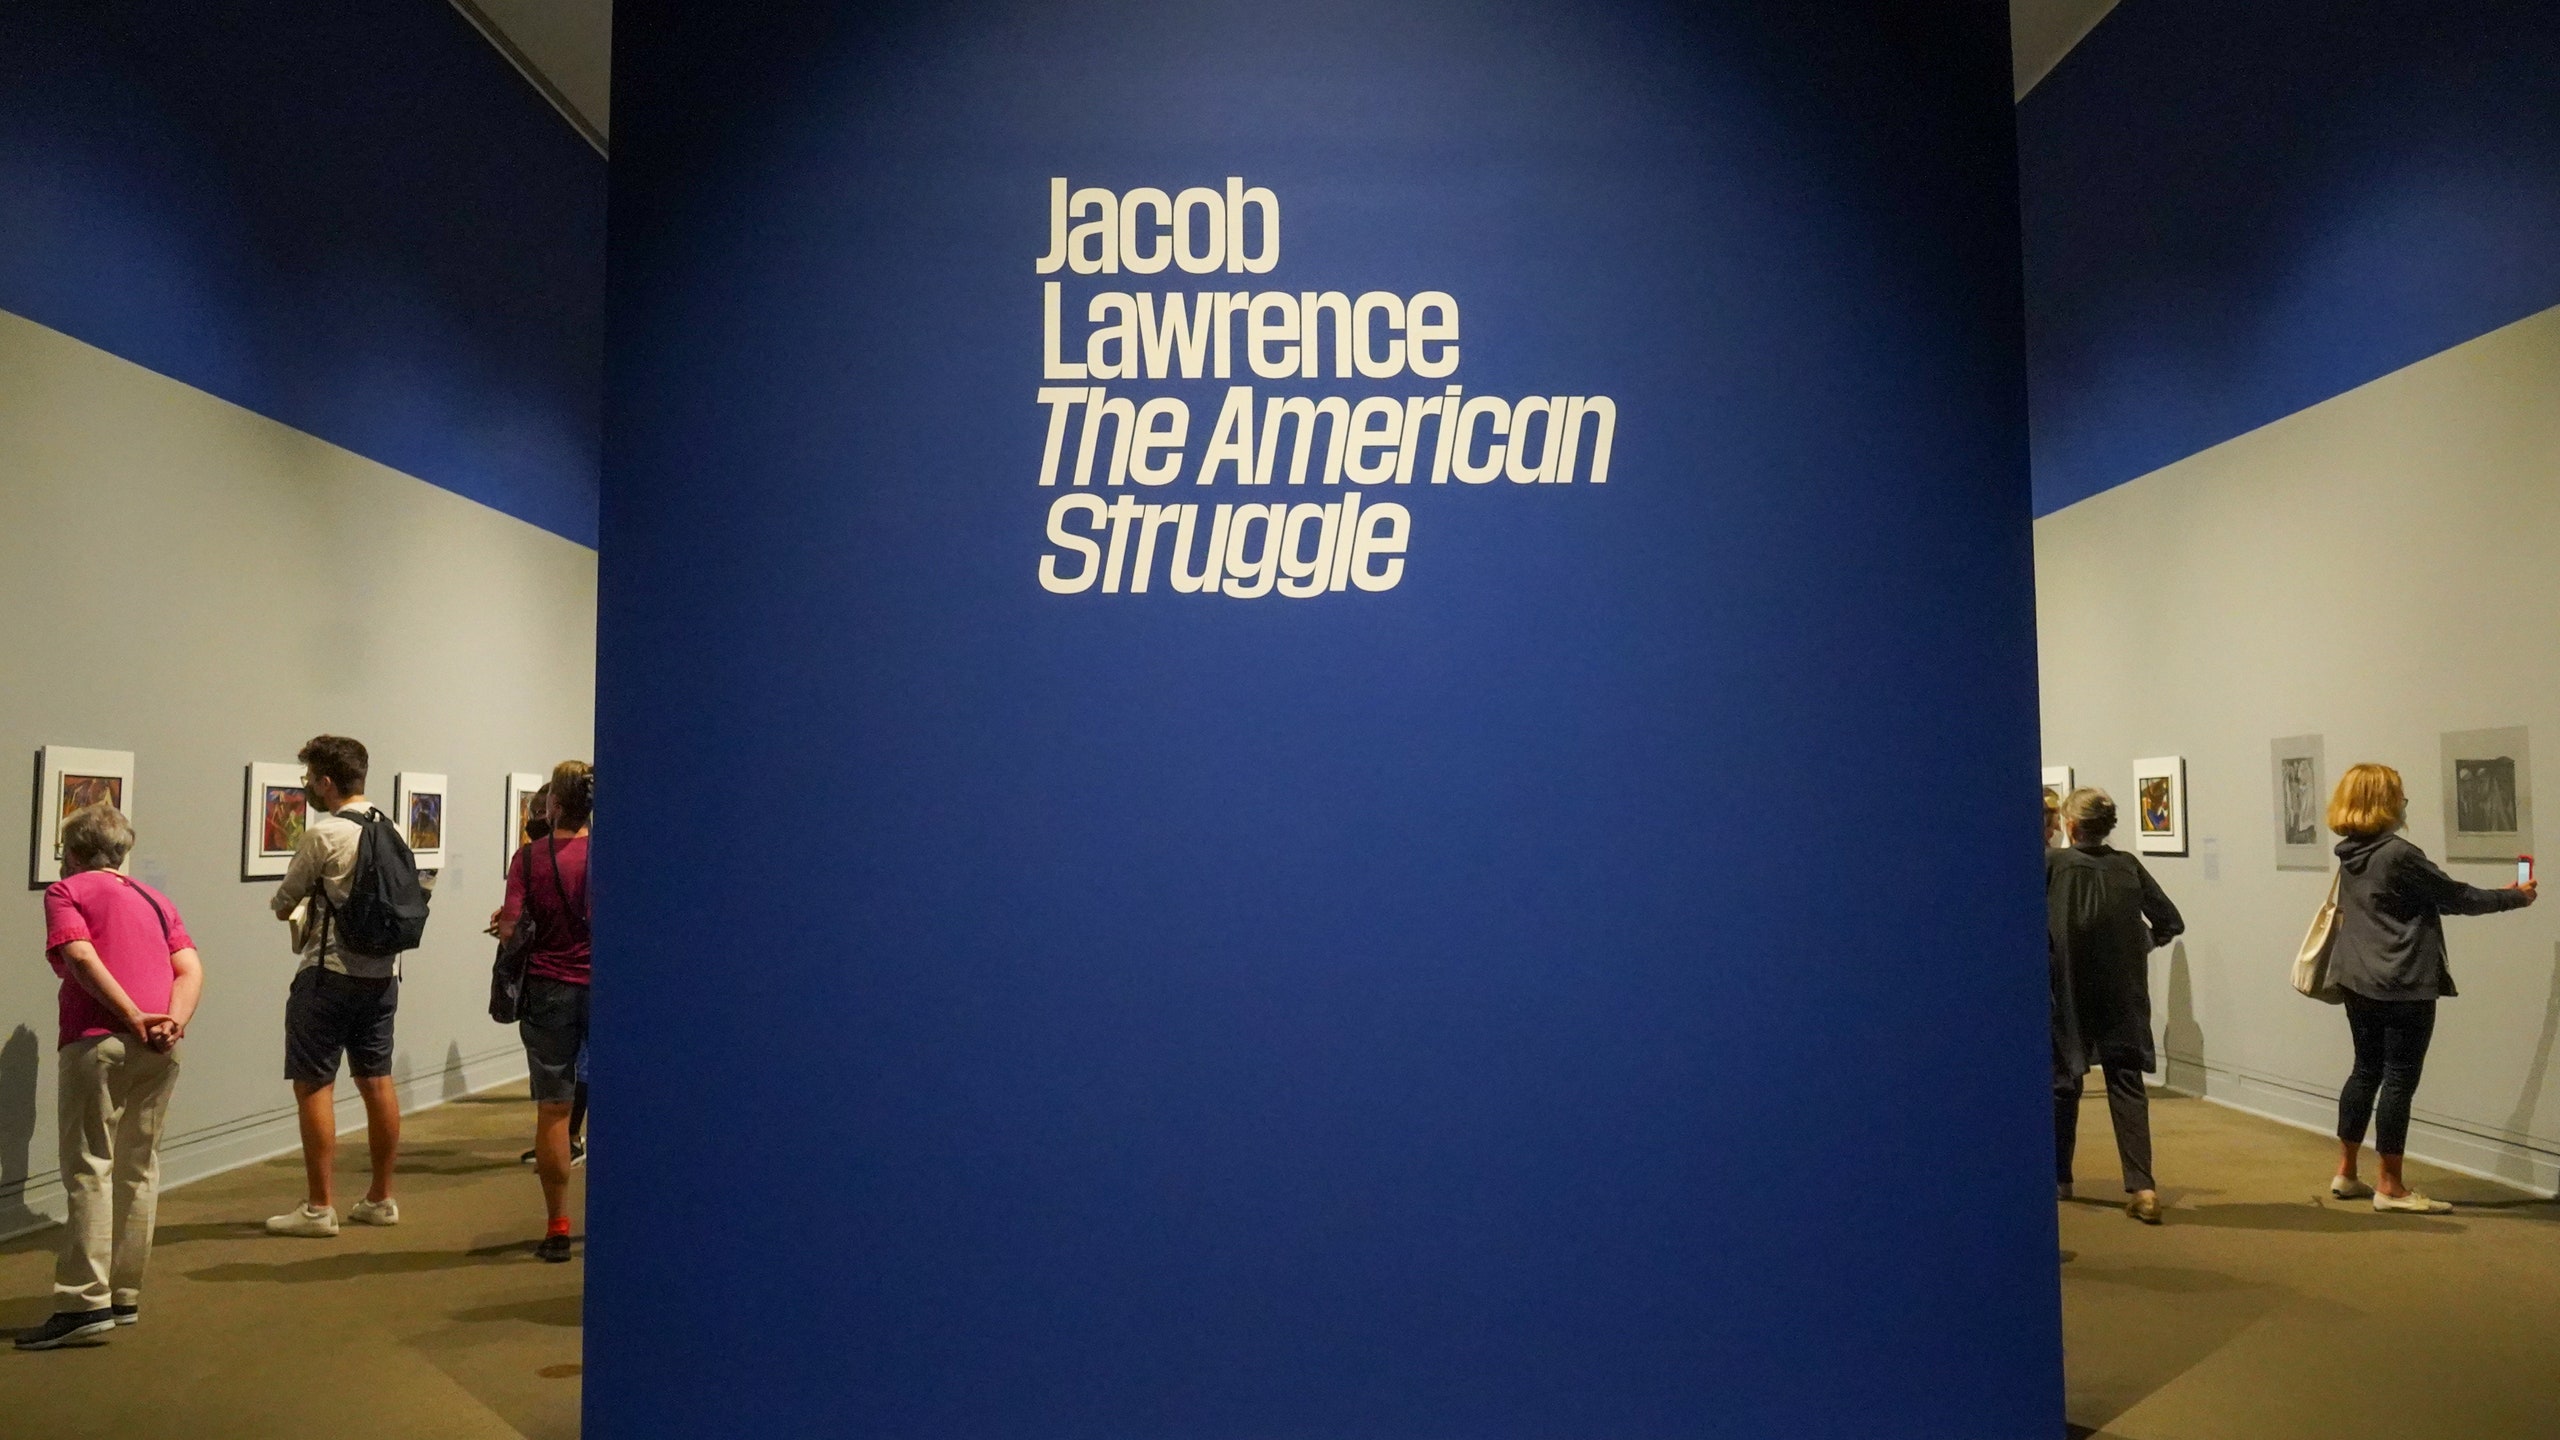 Jacob
Lawrence
The American
Struggle